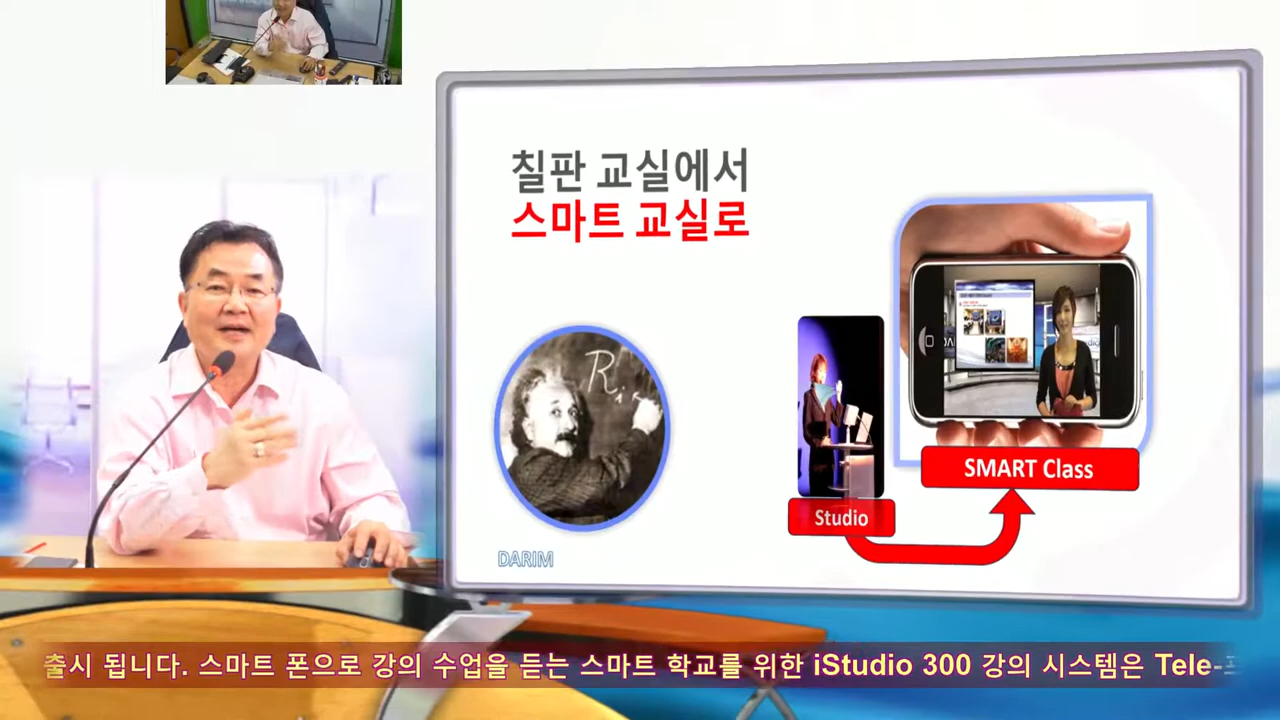 칠판 교실에서
스마트 교실로
R
SMART Class
Studio
DARIM
출시 됩니다. 스마트 폰으로 강의 수업을 듣는 스마트 학교를 위한 iStudio 300 강의 시스템은 Tele-